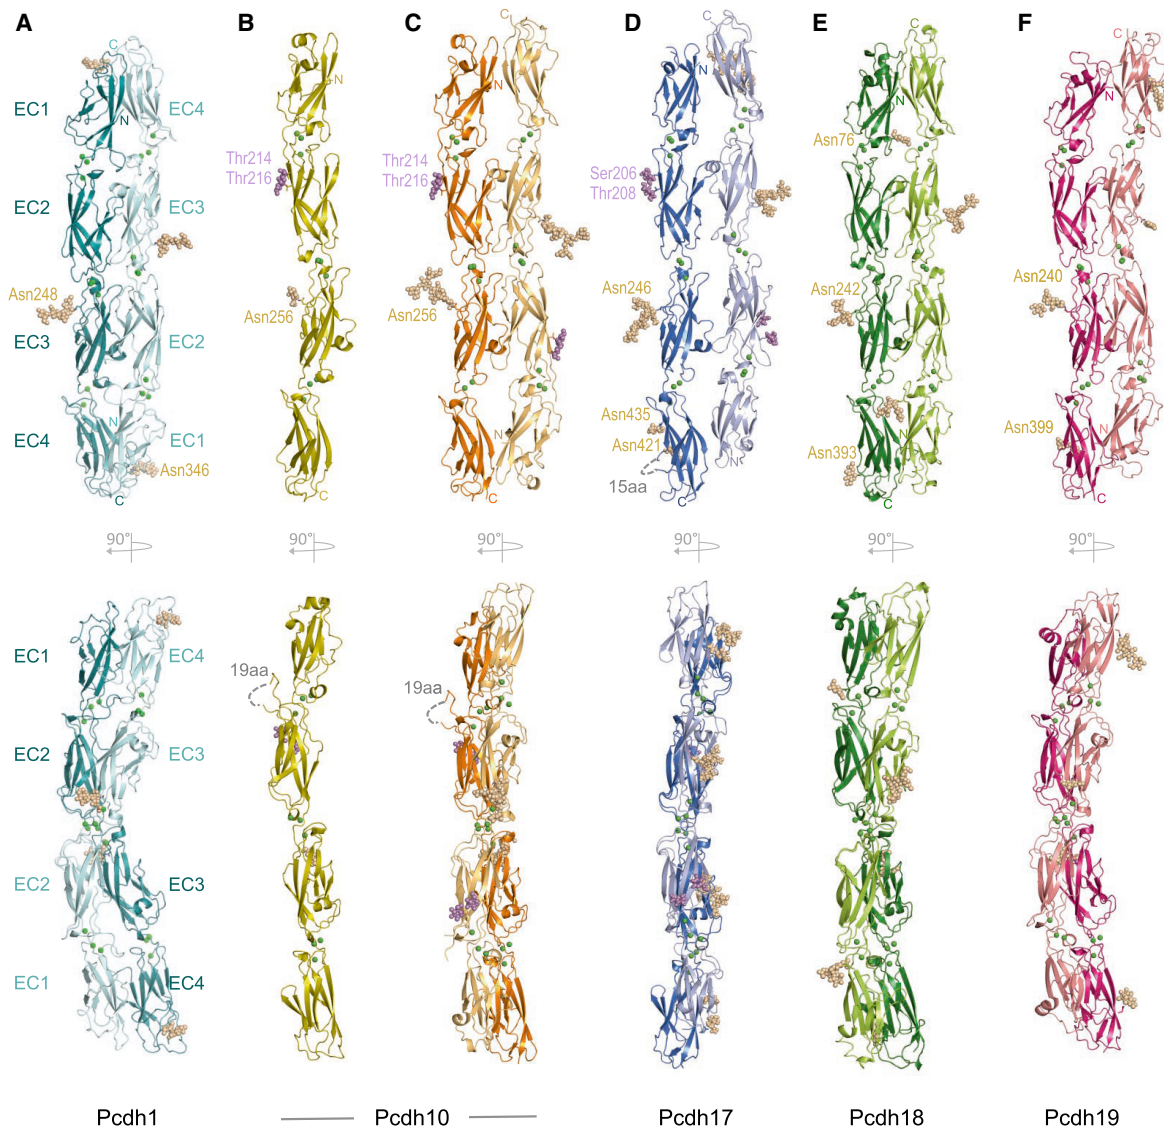 A B C D E F
C C C
C
EC1 EC4
N N N N N N
Asn76
Thr214 Thr214
Thr216 Thr216
Ser206
Thr208
EC2 EC3
Asn248 Asn256 Asn256 Asn246 Asn242 Asn240
EC3 EC2
Asn435
Asn421
15aa
Asn393
Asn399
N N N N N
EC4 EC1
Asn346
C C C C C C
90° 90° 90° 90° 90° 90°
EC1 EC4
19aa 19aa
EC2 EC3
EC2 EC3
EC1 EC4
Pcdh1 Pcdh10 Pcdh17 Pcdh18 Pcdh19